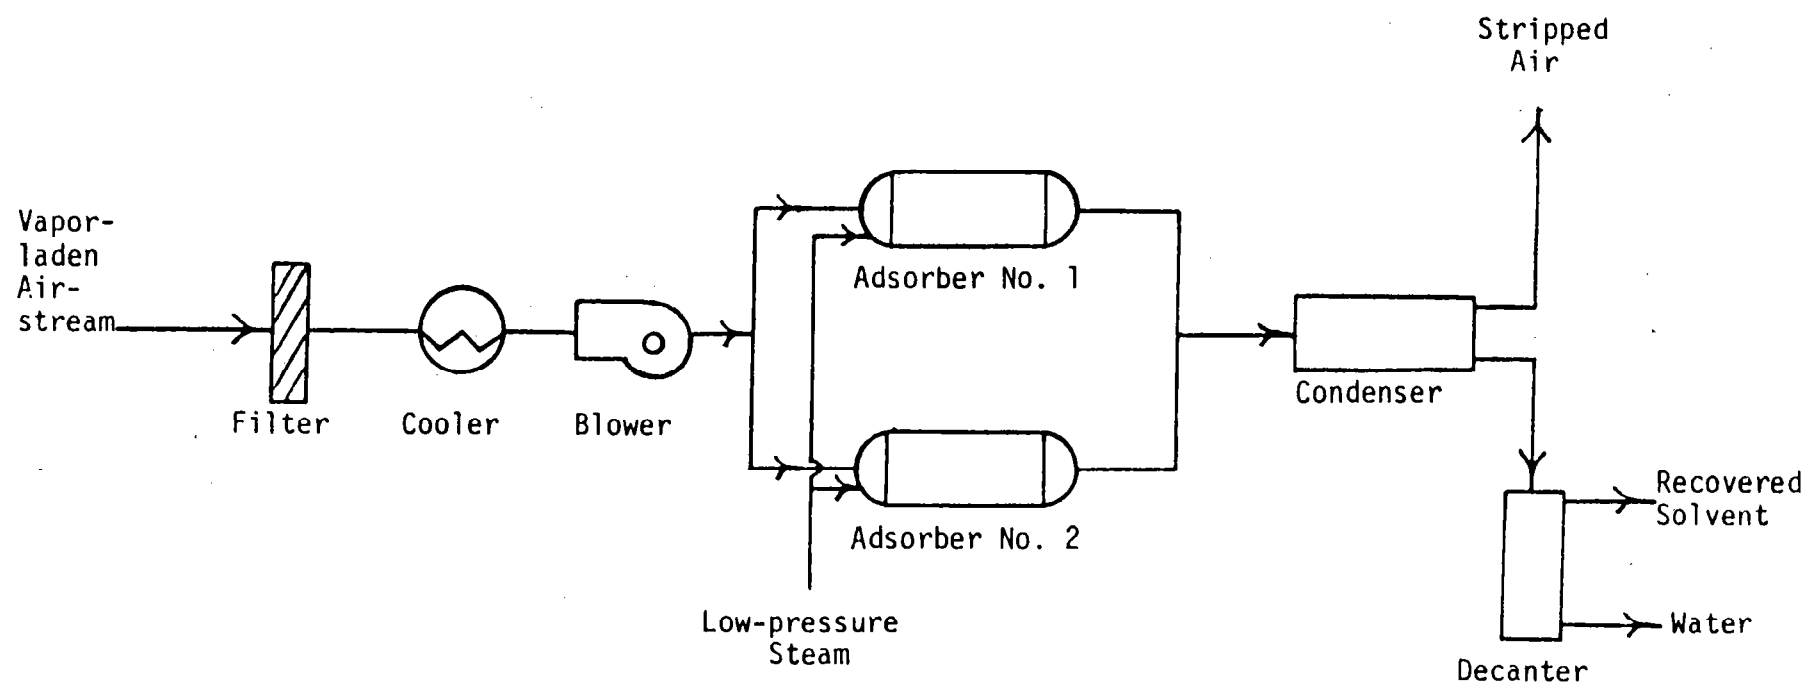 Stripped
Air
Vapor-
laden
Air-
stream
Filter
Cooler
Blower
Adsorber No. 1
Adsorber No. 2
Low-pressure
Steam
Condenser
Recovered
Solvent
Water
Decanter